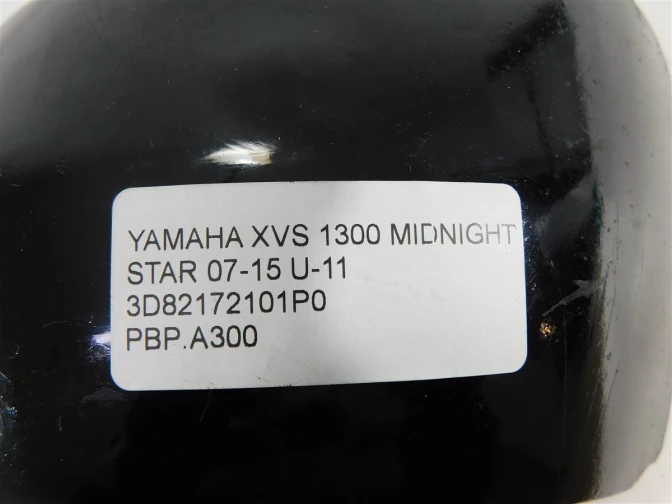 YAMAHA XVS 1300 MIDNIGHT
STAR 07-15 U-11
3D82172101P0
PBP.A300